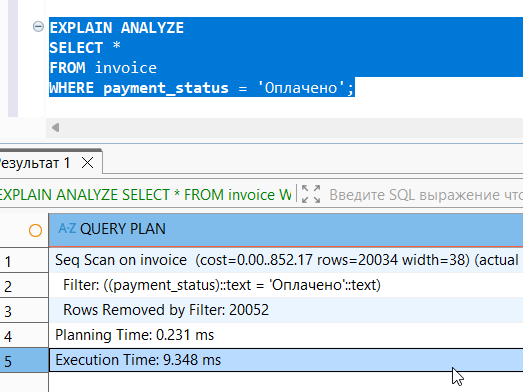 EXPLAIN ANALYZE
SELECT *
FROM invoice
WHERE payment_status = 'Оплачено';
Результат 1
EXPLAIN ANALYZE SELECT * FROM invoice W
Введите SQL выражение что
A-Z QUERY PLAN
1 Seq Scan on invoice (cost=0.00..852.17 rows=20034 width=38) (actual
2 Filter: ((payment_status)::text = 'Оплачено'::text)
3 Rows Removed by Filter: 20052
4 Planning Time: 0.231 ms
5 Execution Time: 9.348 ms